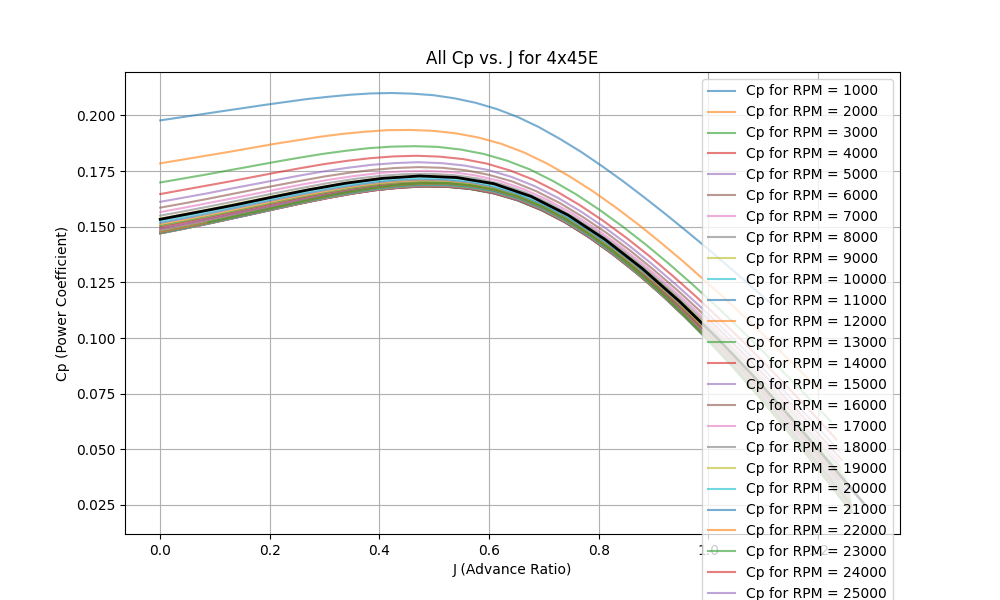 All Cp vs. J for 4x45E
Cp (Power Coefficient)
0.200
0.175
0.150
0.125
0.100
0.075
0.050
0.025
0.0
0.2
0.4
0.6
0.8
1.0
J (Advance Ratio)
Cp for RPM = 1000
Cp for RPM = 2000
Cp for RPM = 3000
Cp for RPM = 4000
Cp for RPM = 5000
Cp for RPM = 6000
Cp for RPM = 7000
Cp for RPM = 8000
Cp for RPM = 9000
Cp for RPM = 10000
Cp for RPM = 11000
Cp for RPM = 12000
Cp for RPM = 13000
Cp for RPM = 14000
Cp for RPM = 15000
Cp for RPM = 16000
Cp for RPM = 17000
Cp for RPM = 18000
Cp for RPM = 19000
Cp for RPM = 20000
Cp for RPM = 21000
Cp for RPM = 22000
Cp for RPM = 23000
Cp for RPM = 24000
Cp for RPM = 25000